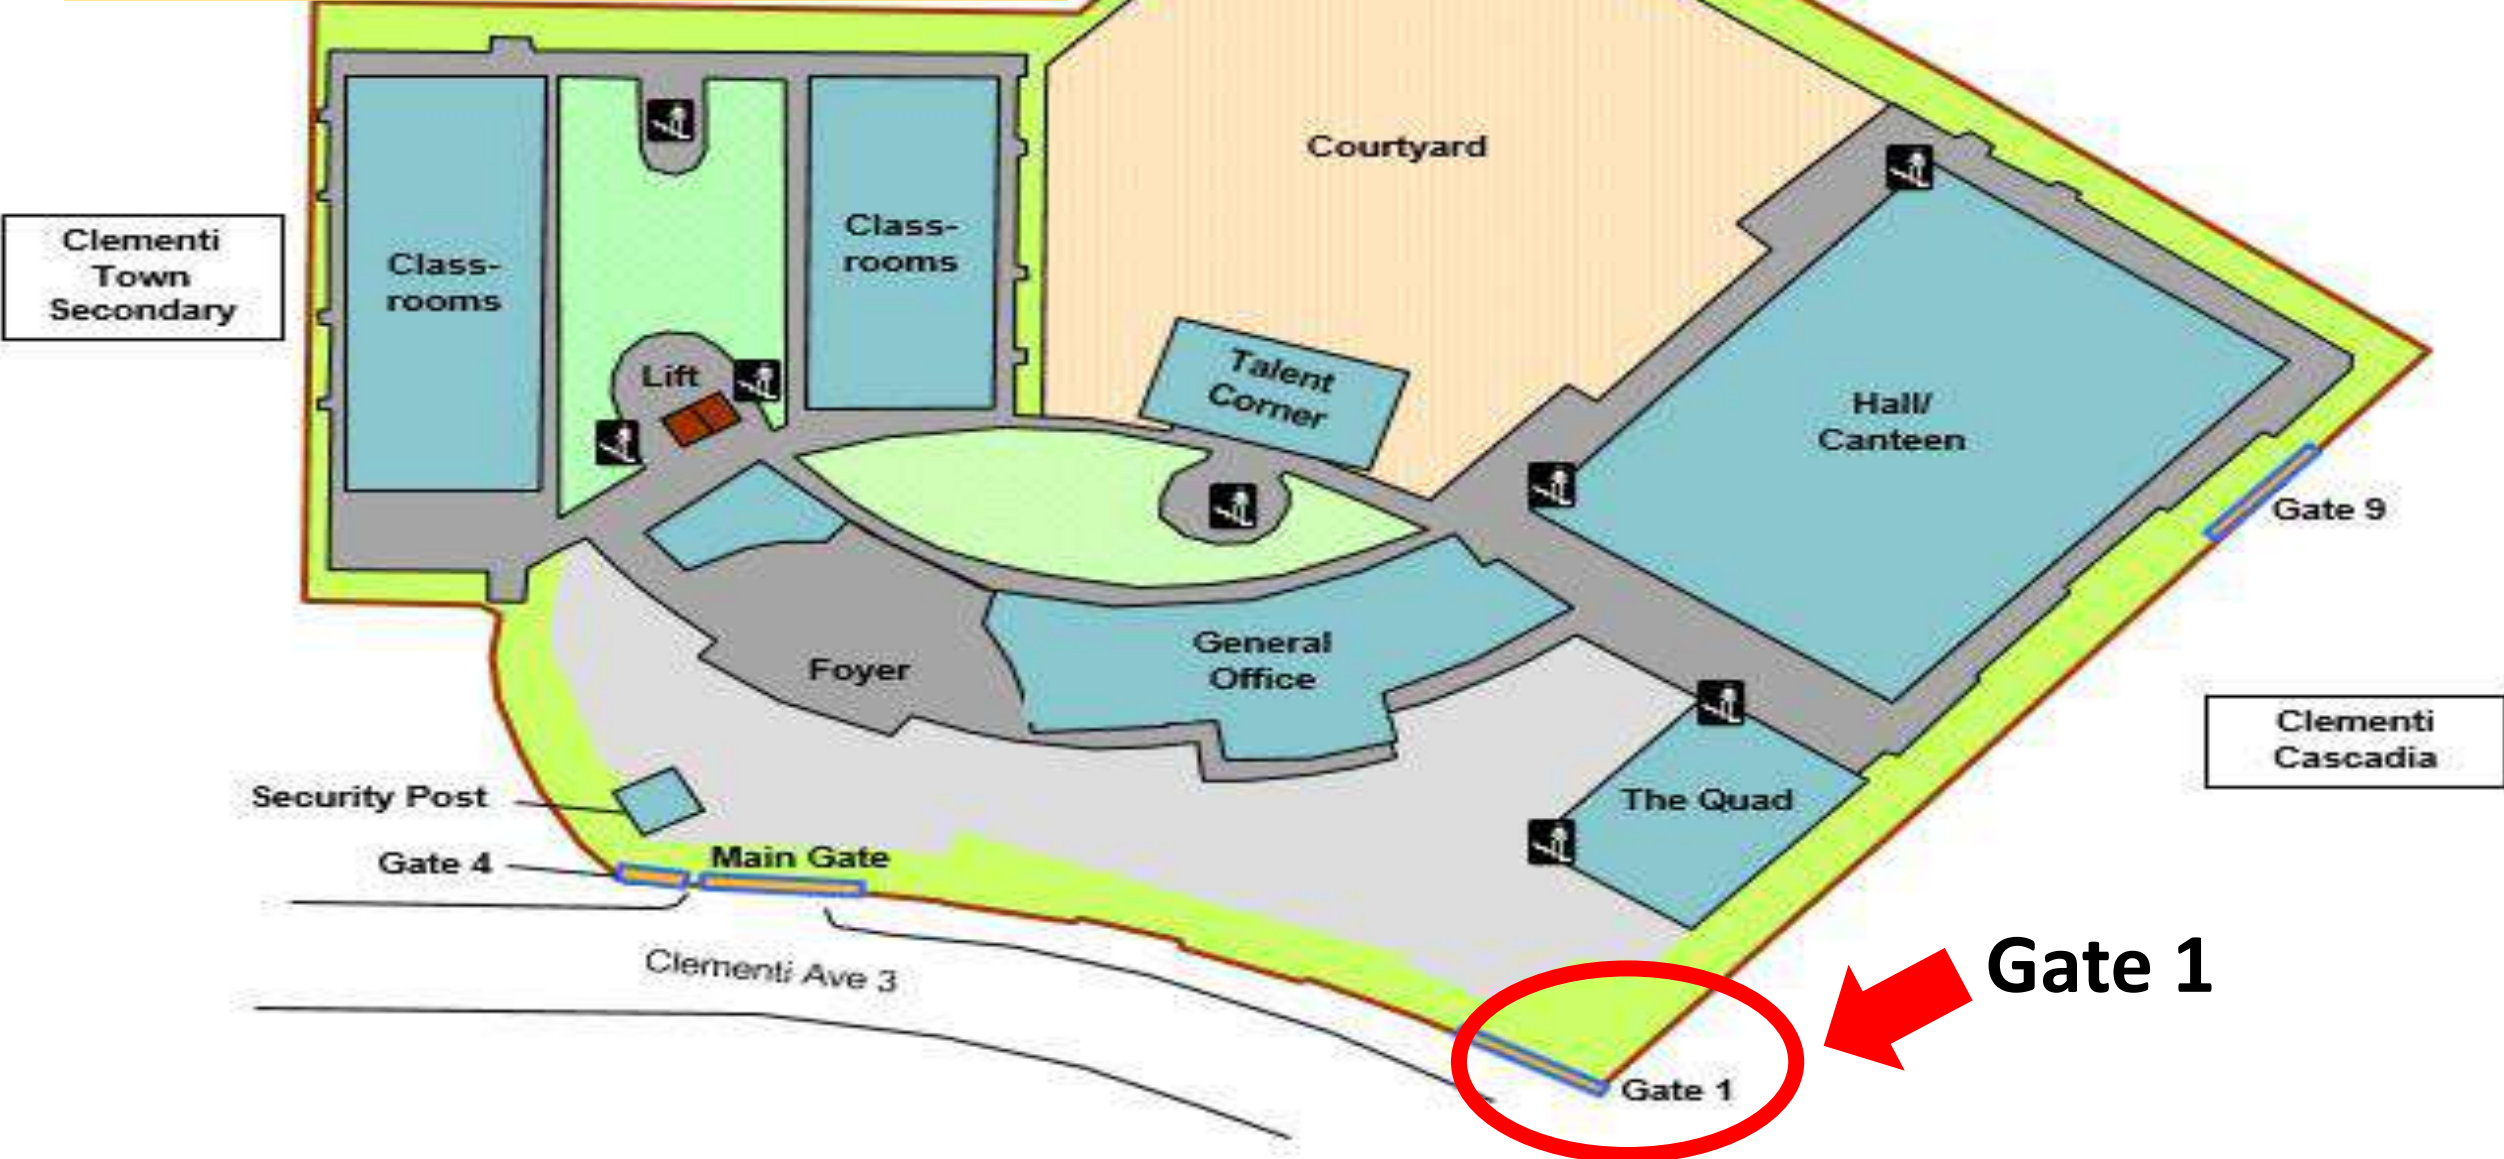 Courtyard
Clementi
Town
Secondary
Class-
rooms
Class-
rooms
Lift
Talent
Corner
Hall/
Canteen
Gate 9
General
Office
Foyer
Clementi
Cascadia
Security Post
The Quad
Gate 4
Main Gate
Clementi Ave 3
Gate 1
Gate 1